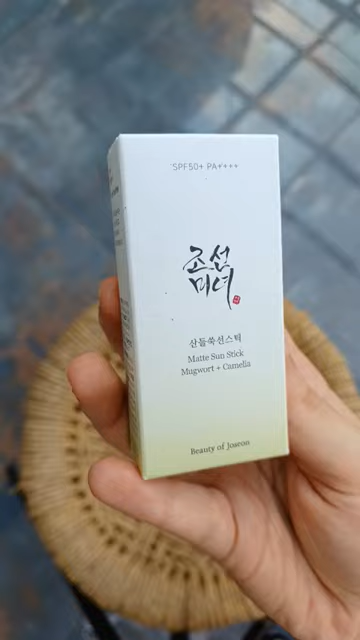 SPF50+ PA++++
조선
미녀
산들쑥선스틱
Matte Sun Stick
Mugwort + Camelia
Beauty of Joseon